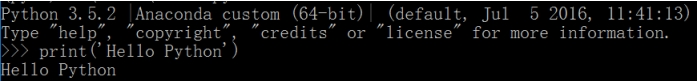 Python 3.5.2 |Anaconda custom (64-bit)| (default, Jul  5 2016, 11:41:13)
Type "help", "copyright", "credits" or "license" for more information.
>>> print('Hello Python')
Hello Python